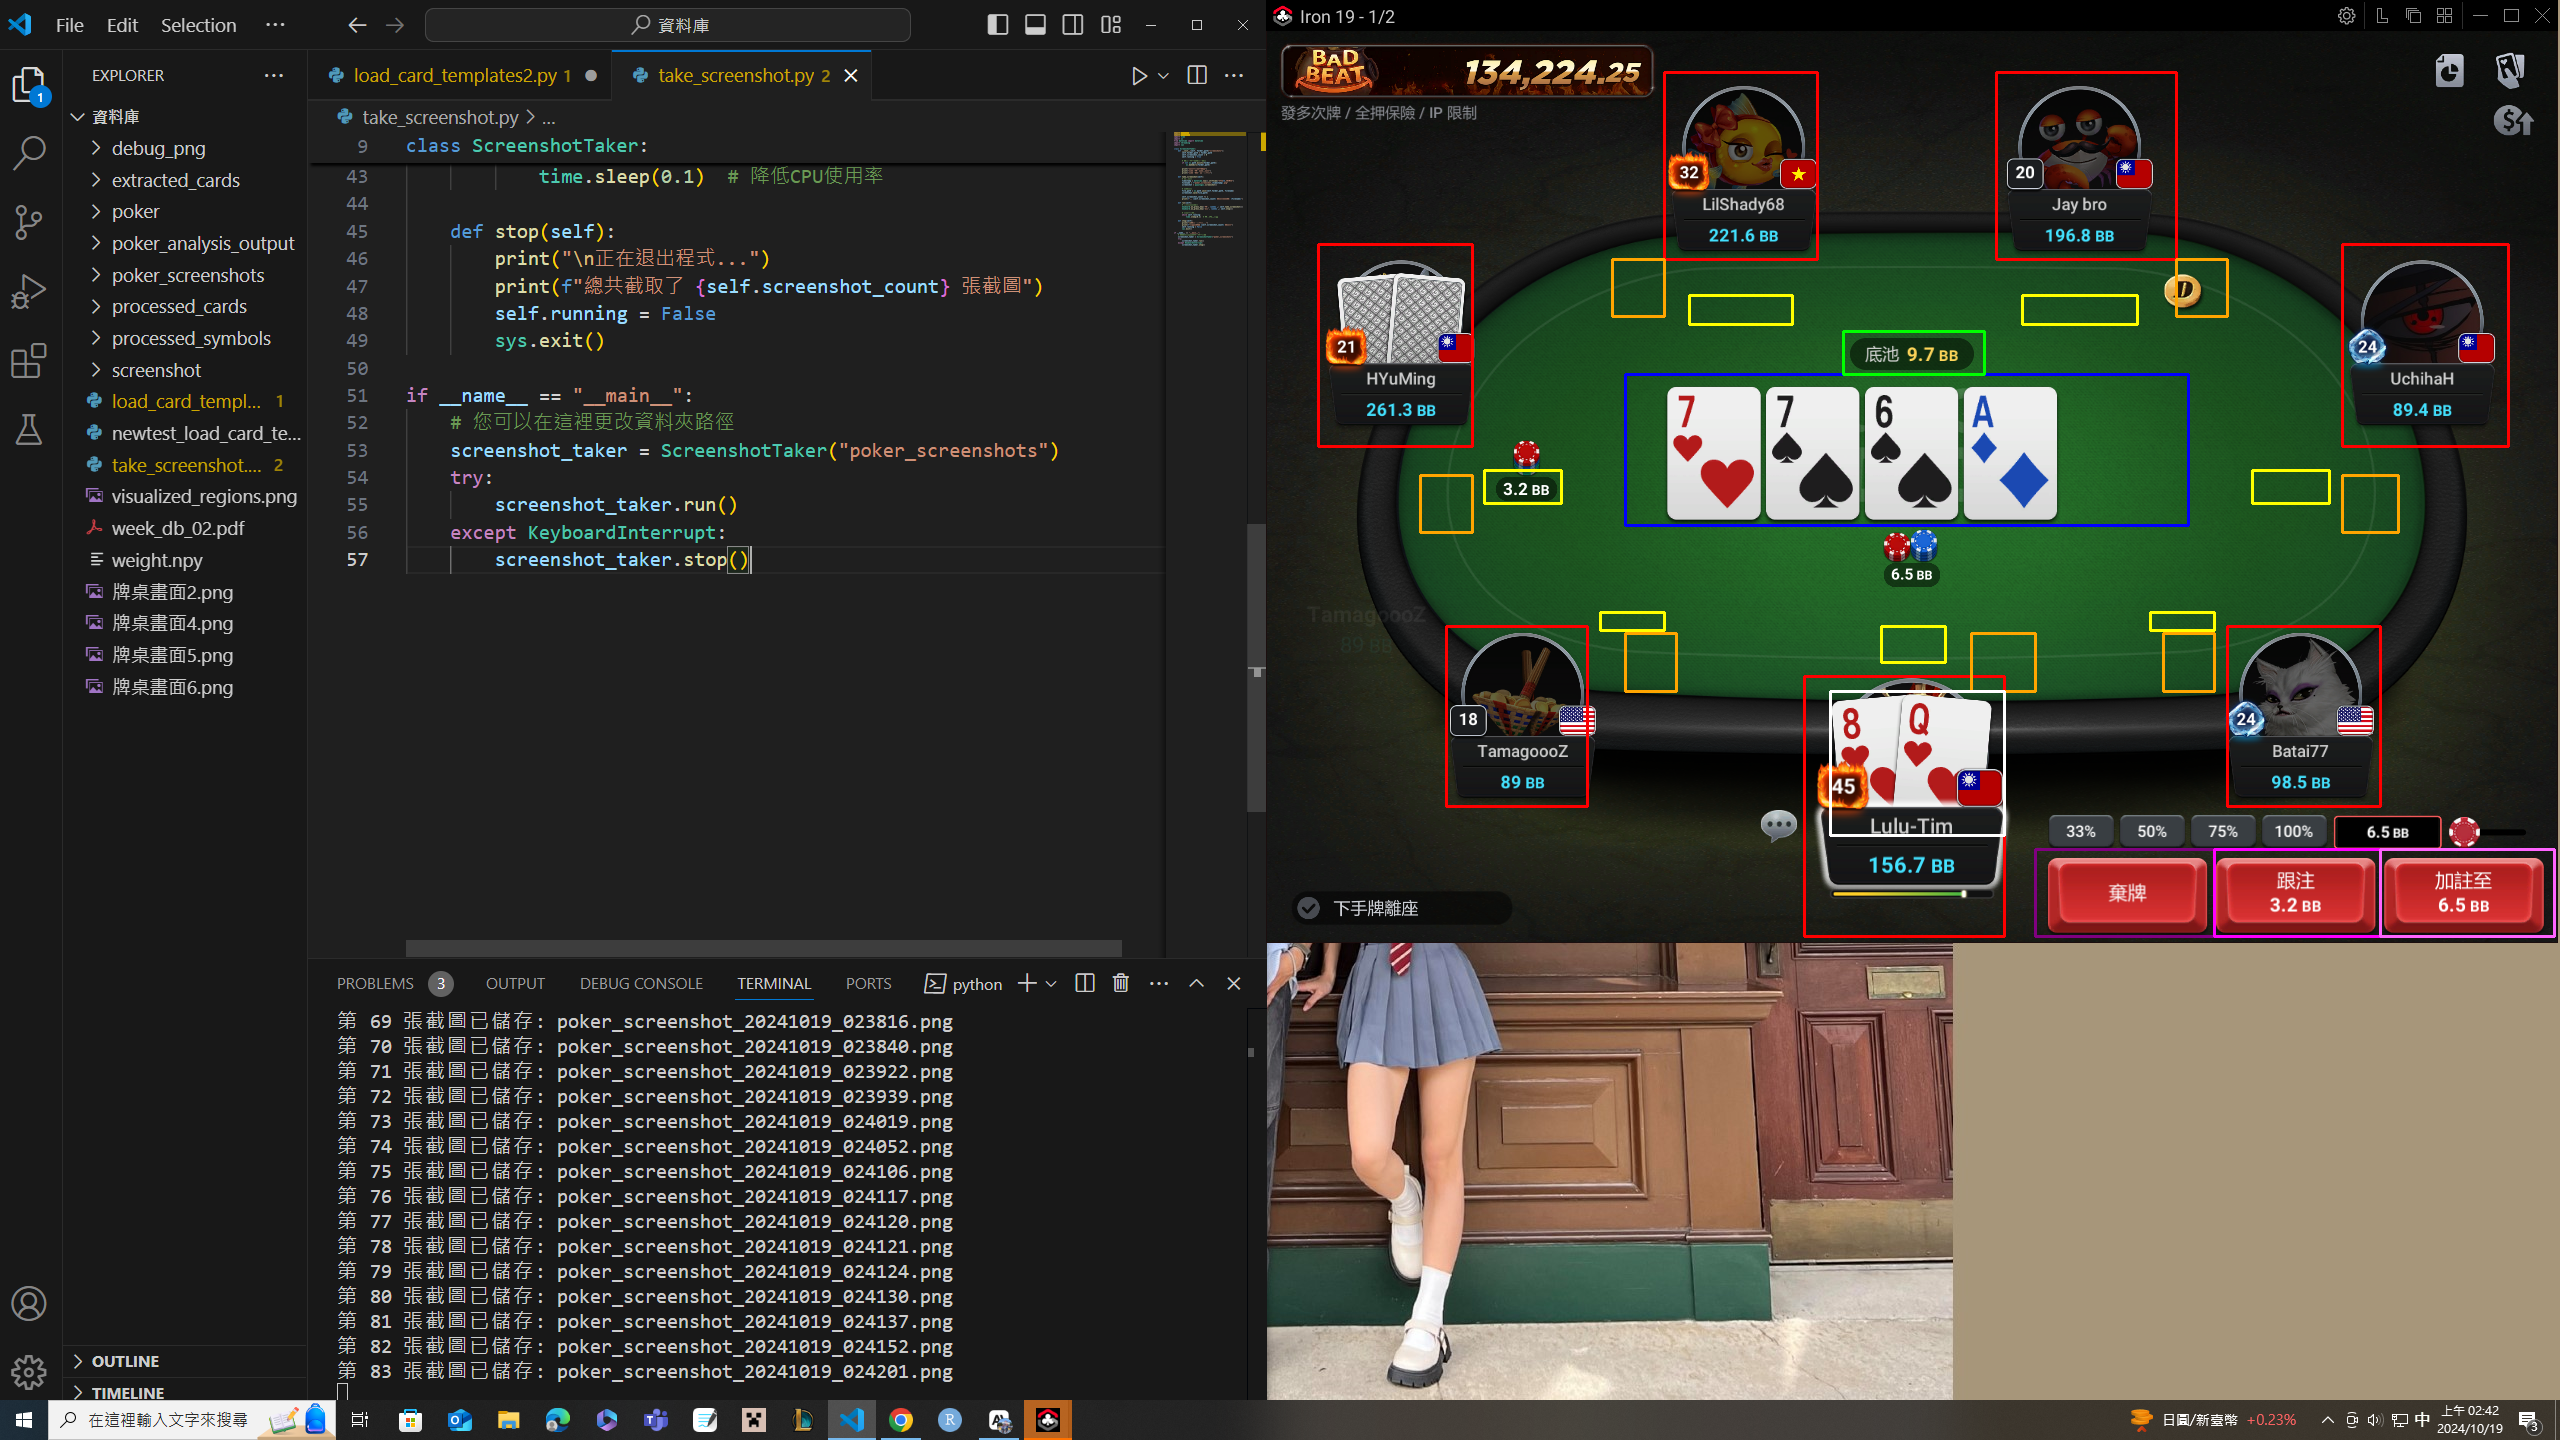 File Edit Selection ···
資料庫
EXPLORER ···
1
資料庫
debug_png
extracted_cards
poker
poker_analysis_output
poker_screenshots
processed_cards
processed_symbols
screenshot
load_card_templ... 1
newtest_load_card_te...
take_screenshot.... 2
visualized_regions.png
week_db_02.pdf
weight.npy
牌桌畫面2.png
牌桌畫面4.png
牌桌畫面5.png
牌桌畫面6.png
OUTLINE
TIMELINE
load_card_templates2.py 1
take_screenshot.py 2
take_screenshot.py > ...
9 class ScreenshotTaker:
43 time.sleep(0.1)  # 降低CPU使用率
44
45 def stop(self):
46 print("\n正在退出程式...")
47 print(f"總共截取了 {self.screenshot_count} 張截圖")
48 self.running = False
49 sys.exit()
50
51 if __name__ == "__main__":
52 # 您可以在這裡更改資料夾路徑
53 screenshot_taker = ScreenshotTaker("poker_screenshots")
54 try:
55 screenshot_taker.run()
56 except KeyboardInterrupt:
57 screenshot_taker.stop()
PROBLEMS 3 OUTPUT DEBUG CONSOLE TERMINAL PORTS python
第 69 張截圖已儲存: poker_screenshot_20241019_023816.png
第 70 張截圖已儲存: poker_screenshot_20241019_023840.png
第 71 張截圖已儲存: poker_screenshot_20241019_023922.png
第 72 張截圖已儲存: poker_screenshot_20241019_023939.png
第 73 張截圖已儲存: poker_screenshot_20241019_024019.png
第 74 張截圖已儲存: poker_screenshot_20241019_024052.png
第 75 張截圖已儲存: poker_screenshot_20241019_024106.png
第 76 張截圖已儲存: poker_screenshot_20241019_024117.png
第 77 張截圖已儲存: poker_screenshot_20241019_024120.png
第 78 張截圖已儲存: poker_screenshot_20241019_024121.png
第 79 張截圖已儲存: poker_screenshot_20241019_024124.png
第 80 張截圖已儲存: poker_screenshot_20241019_024130.png
第 81 張截圖已儲存: poker_screenshot_20241019_024137.png
第 82 張截圖已儲存: poker_screenshot_20241019_024152.png
第 83 張截圖已儲存: poker_screenshot_20241019_024201.png
Iron 19 - 1/2
BAD BEAT 134,224.25
發多次牌 / 全押保險 / IP 限制
32
LilShady68
221.6 BB
20
Jay bro
196.8 BB
21
HYuMing
261.3 BB
24
UchihaH
89.4 BB
D
底池 9.7 BB
7 7 6 A
3.2 BB
6.5 BB
TamagoooZ
89 BB
18
TamagoooZ
89 BB
8 Q
45
Lulu-Tim
156.7 BB
24
Batai77
98.5 BB
33% 50% 75% 100% 6.5 BB
棄牌
跟注
3.2 BB
加註至
6.5 BB
下手牌離座
在這裡輸入文字來搜尋
日圓/新臺幣 +0.23%
中
上午 02:42
2024/10/19
3